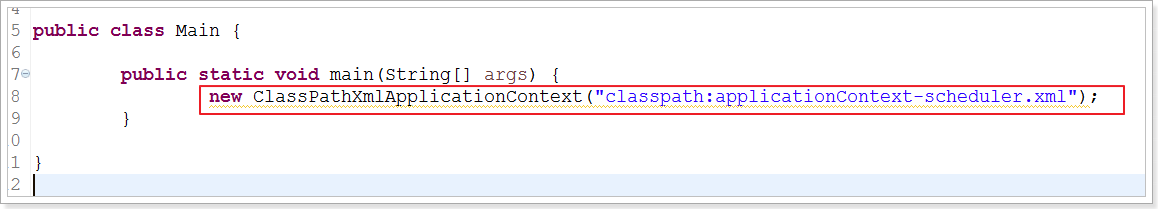 4
5 public class Main {
6
7 public static void main(String[] args) {
8 new ClassPathXmlApplicationContext("classpath:applicationContext-scheduler.xml");
9 }
0
1 }
2